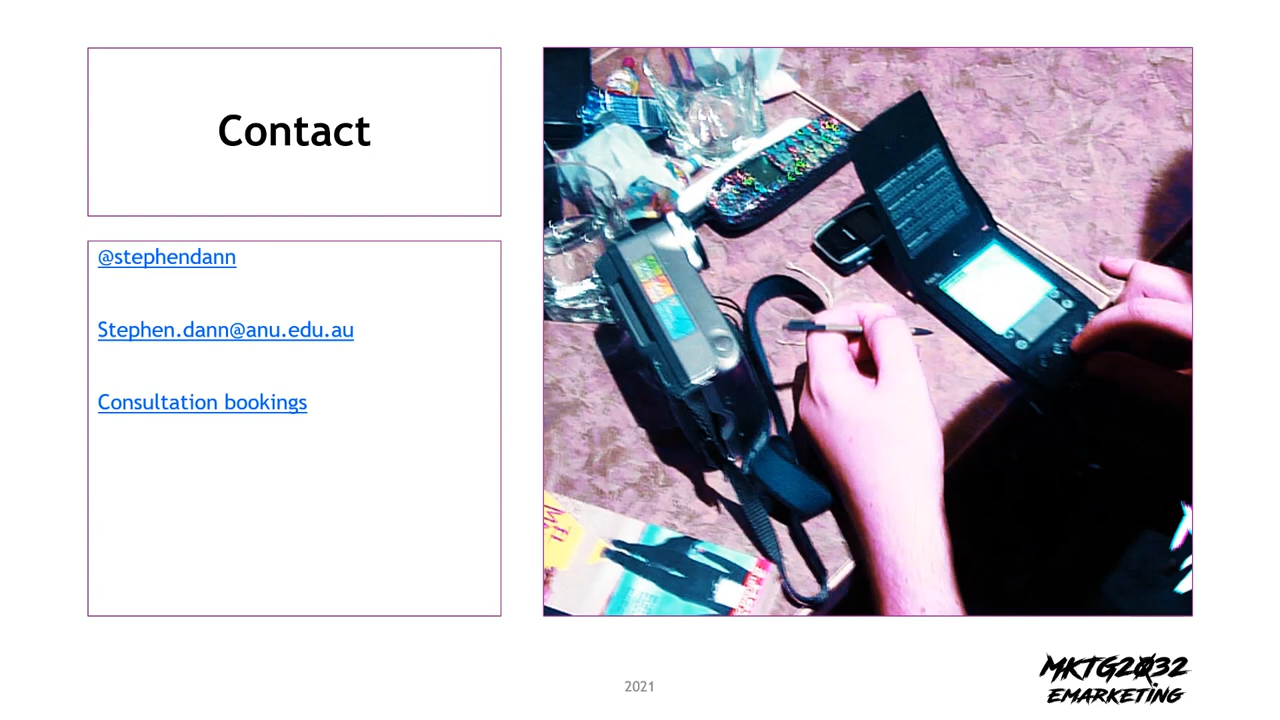 Contact
@stephendann
Stephen.dann@anu.edu.au
Consultation bookings
2021
MKTG2032
EMARKETING